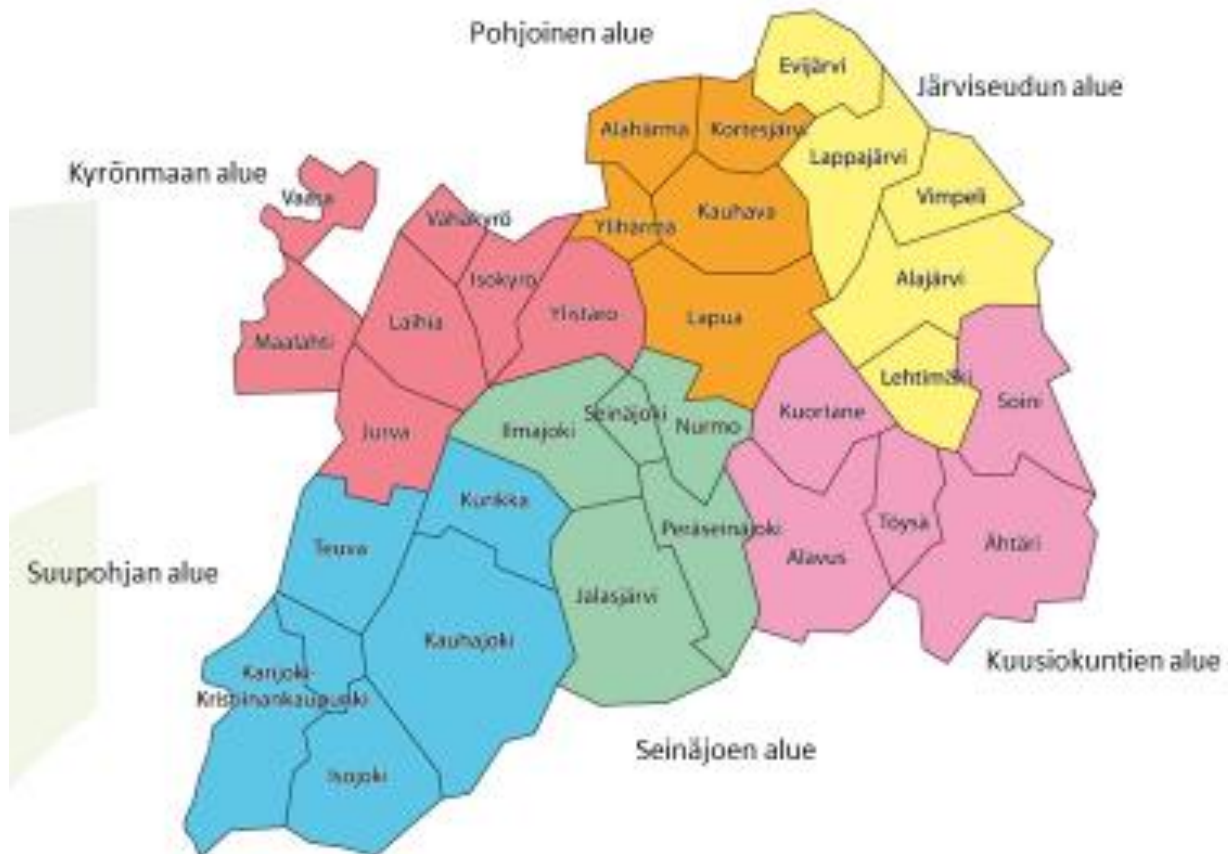 Pohjoinen alue
Evijärvi
Järviseudun alue
Alahärmä
Kortesjärvi
Lappajärvi
Kyrönmaan alue
Vaasa
Vimpeli
Vähäkyrö
Ylihärmä
Kauhava
Isokyrö
Alajärvi
Laihia
Ylistaro
Lapua
Maalahti
Lehtimäki
Soini
Kuortane
Seinäjoki
Jurva
Ilmajoki
Nurmo
Kurikka
Peräseinäjoki
Töysä
Ähtäri
Teuva
Alavus
Suupohjan alue
Jalasjärvi
Kauhajoki
Kuusiokuntien alue
Karijoki-
Kristiinankaupunki
Seinäjoen alue
Isojoki